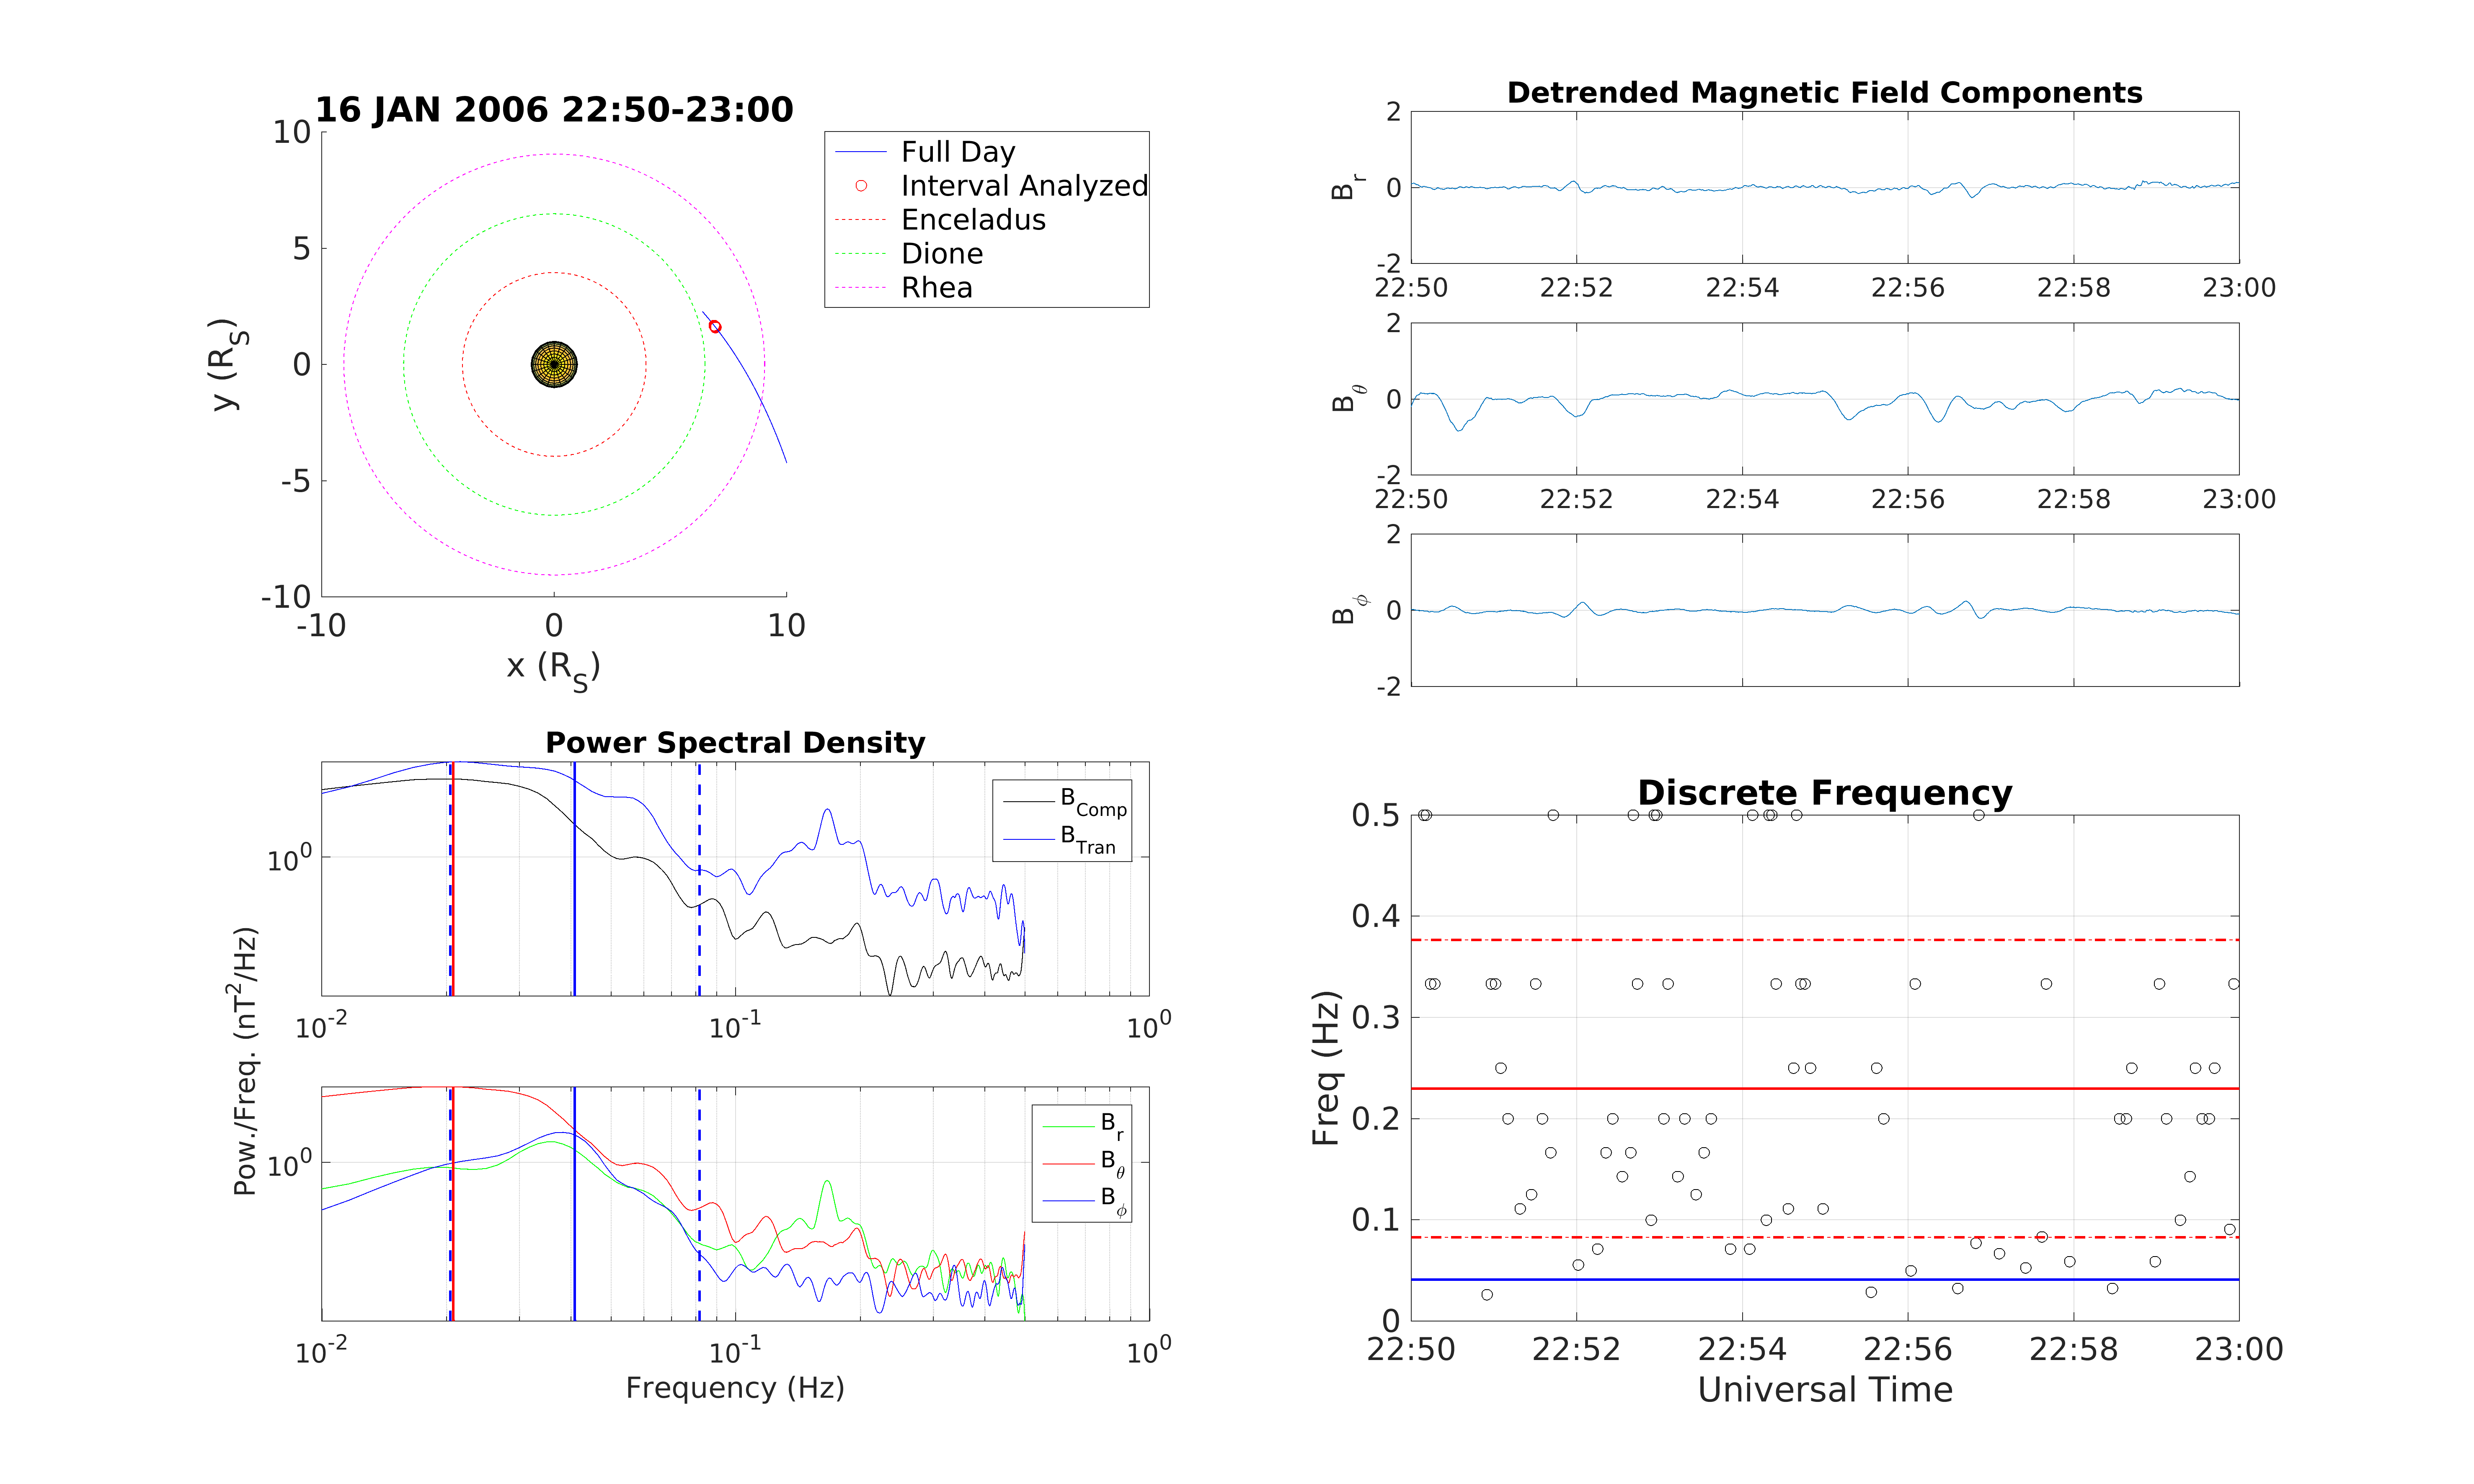 16 JAN 2006 22:50-23:00
10
5
0
-5
-10
-10 0 10
y (R_S)
x (R_S)
Full Day
Interval Analyzed
Enceladus
Dione
Rhea
Detrended Magnetic Field Components
2
0
-2
B_r
22:50 22:52 22:54 22:56 22:58 23:00
2
0
-2
B_θ
22:50 22:52 22:54 22:56 22:58 23:00
2
0
-2
B_ϕ
Power Spectral Density
10^0
B_Comp
B_Tran
10^-2 10^-1 10^0
Pow./Freq. (nT^2/Hz)
10^0
B_r
B_θ
B_ϕ
10^-2 10^-1 10^0
Frequency (Hz)
Discrete Frequency
0.5
0.4
0.3
0.2
0.1
0
Freq (Hz)
22:50 22:52 22:54 22:56 22:58 23:00
Universal Time